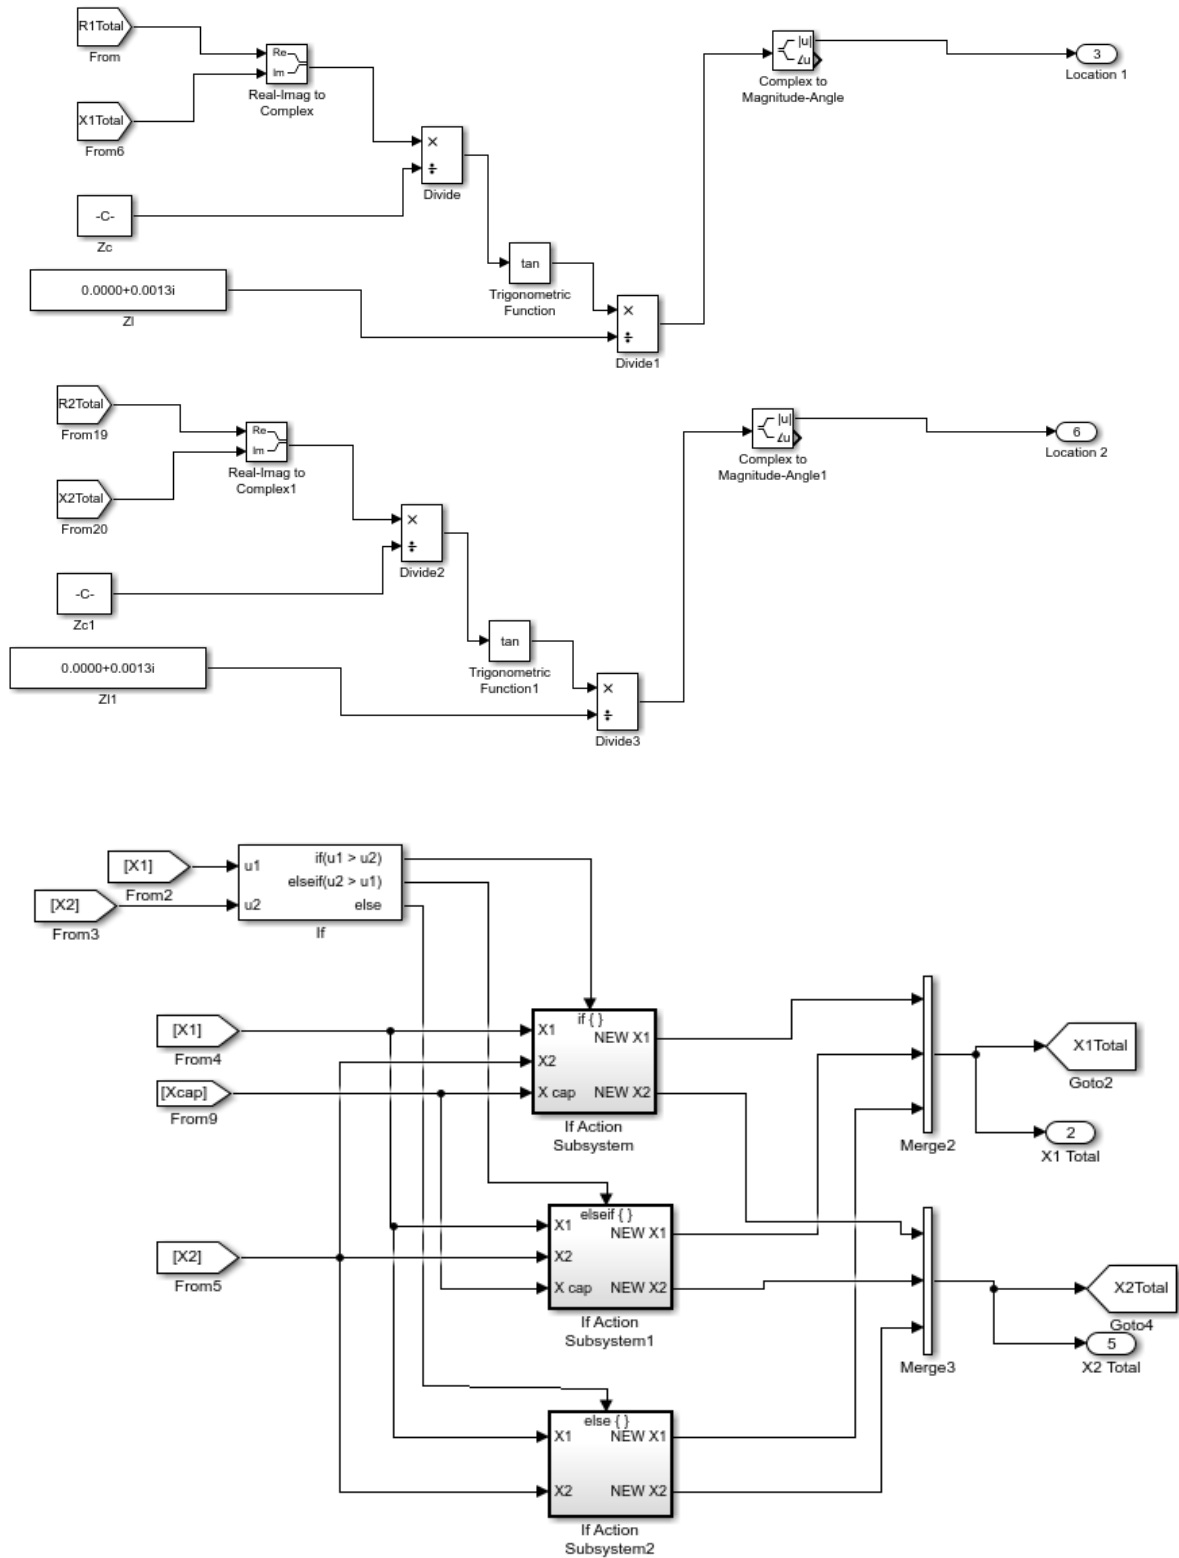 R1Total
From
X1Total
From6
Re
Im
Real-Imag to
Complex
-C-
Zc
×
÷
Divide
0.0000+0.0013i
Zl
tan
Trigonometric
Function
×
÷
Divide1
|u|
∠u
Complex to
Magnitude-Angle
3
Location 1
R2Total
From19
X2Total
From20
Re
Im
Real-Imag to
Complex1
-C-
Zc1
×
÷
Divide2
0.0000+0.0013i
Zl1
tan
Trigonometric
Function1
×
÷
Divide3
|u|
∠u
Complex to
Magnitude-Angle1
6
Location 2
[X1]
From2
[X2]
From3
u1 if(u1 > u2)
elseif(u2 > u1)
u2 else
If
[X1]
From4
[Xcap]
From9
[X2]
From5
if { }
X1 NEW X1
X2
X cap NEW X2
If Action
Subsystem
elseif { }
X1 NEW X1
X2
X cap NEW X2
If Action
Subsystem1
else { }
X1 NEW X1
X2 NEW X2
If Action
Subsystem2
Merge2
X1Total
Goto2
2
X1 Total
Merge3
X2Total
Goto4
5
X2 Total